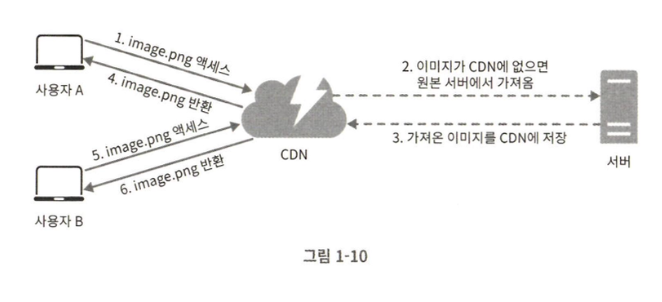 1. image.png 액세스
4. image.png 반환
사용자 A
2. 이미지가 CDN에 없으면
원본 서버에서 가져옴
3. 가져온 이미지를 CDN에 저장
CDN
서버
5. image.png 액세스
6. image.png 반환
사용자 B
그림 1-10